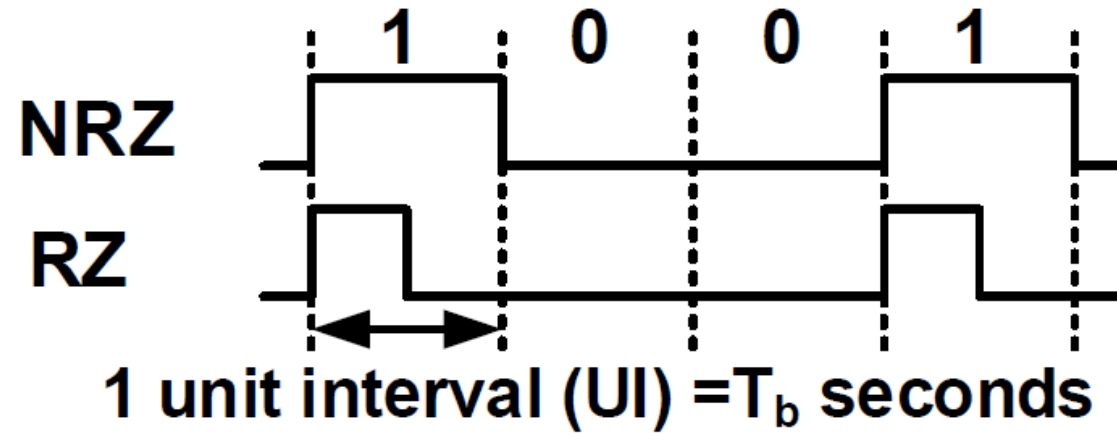 1 0 0 1
NRZ
RZ
1 unit interval (UI) =Tb seconds